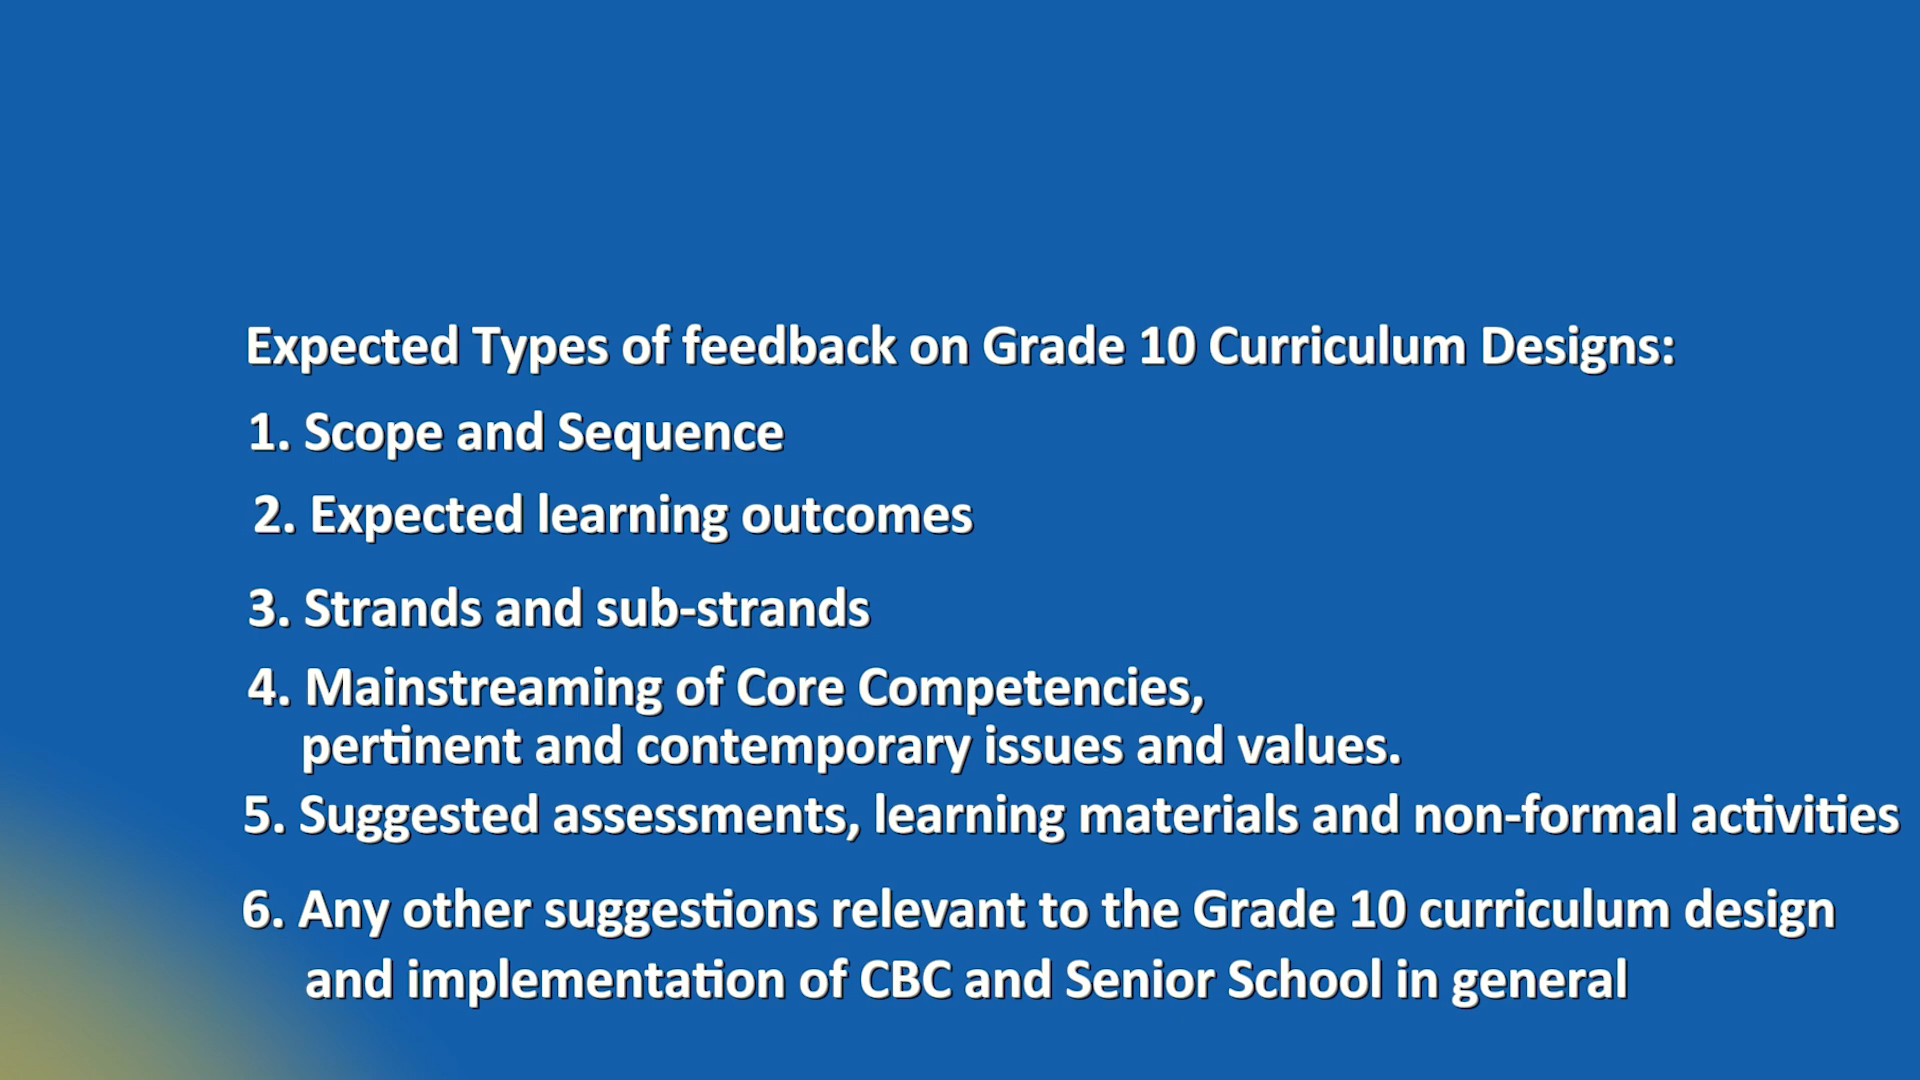 Expected Types of feedback on Grade 10 Curriculum Designs:
1. Scope and Sequence
2. Expected learning outcomes
3. Strands and sub-strands
4. Mainstreaming of Core Competencies,
pertinent and contemporary issues and values.
5. Suggested assessments, learning materials and non-formal activities
6. Any other suggestions relevant to the Grade 10 curriculum design
and implementation of CBC and Senior School in general